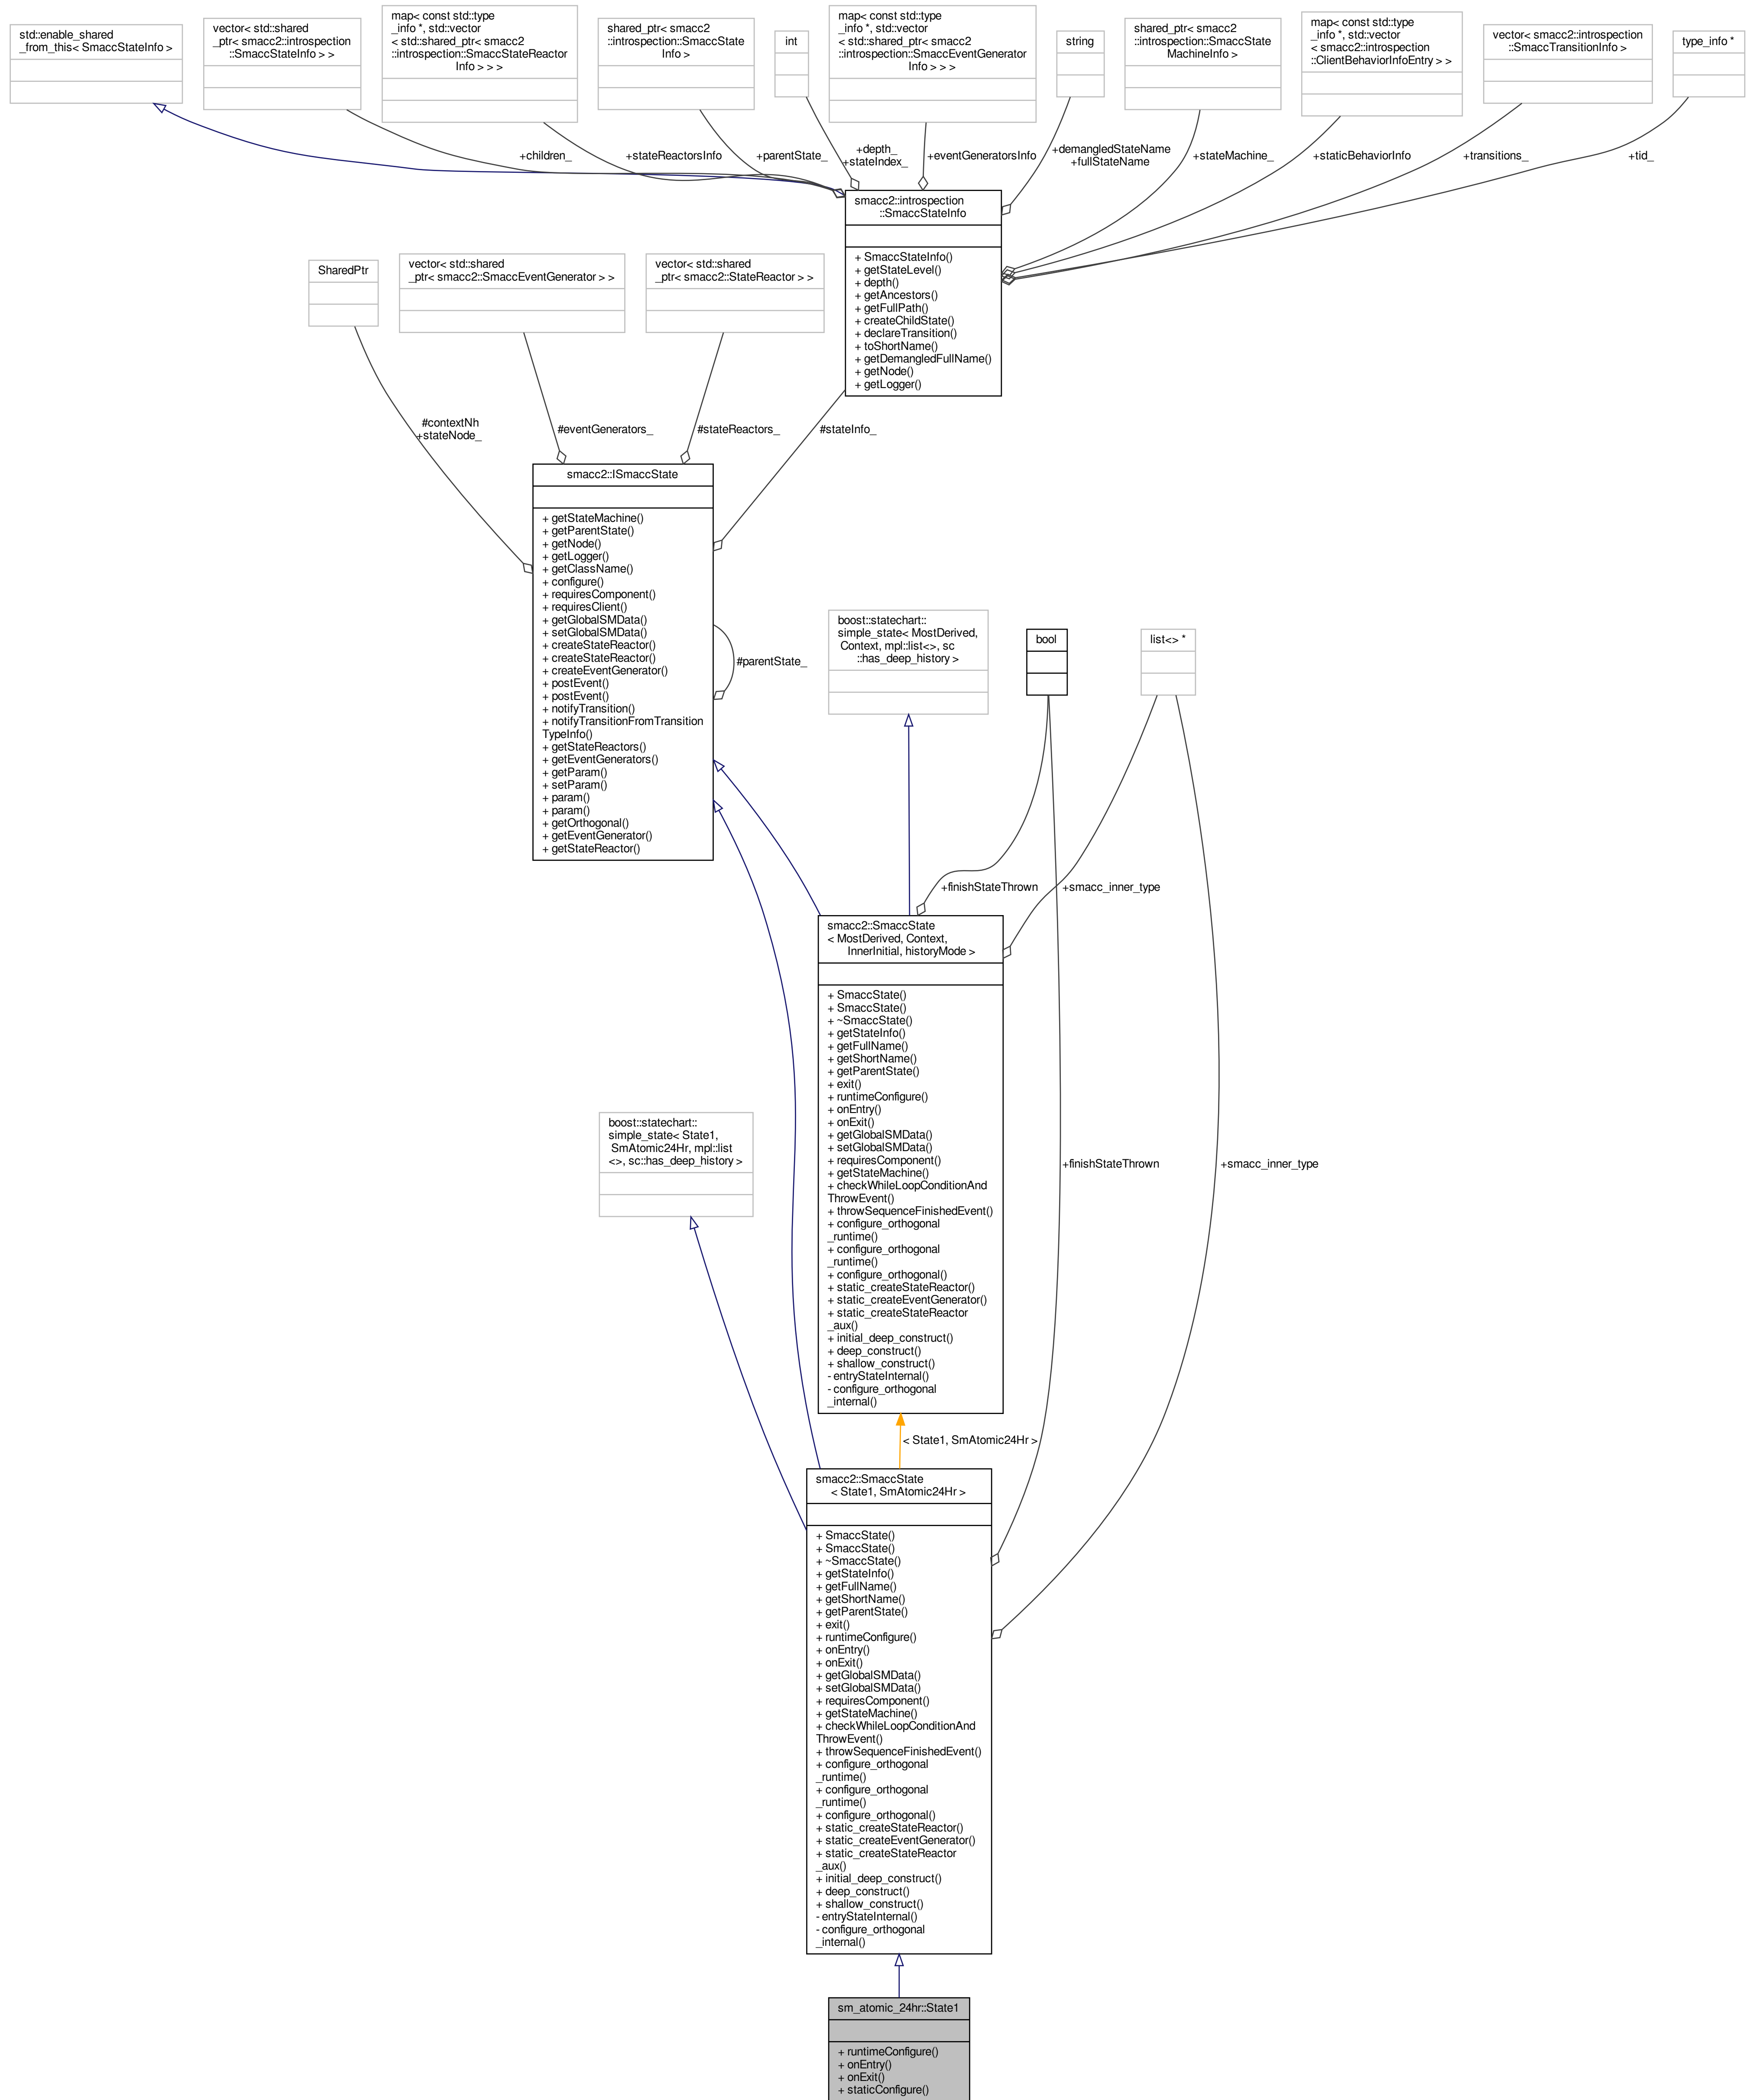 std::enable_shared
_from_this< SmaccStateInfo >
vector< std::shared
_ptr< smacc2::introspection
::SmaccStateInfo > >
map< const std::type
_info *, std::vector
< std::shared_ptr< smacc2
::introspection::SmaccStateReactor
Info > > >
shared_ptr< smacc2
::introspection::SmaccState
Info >
int
map< const std::type
_info *, std::vector
< std::shared_ptr< smacc2
::introspection::SmaccEventGenerator
Info > > >
string
shared_ptr< smacc2
::introspection::SmaccState
MachineInfo >
map< const std::type
_info *, std::vector
< smacc2::introspection
::ClientBehaviorInfoEntry > >
vector< smacc2::introspection
::SmaccTransitionInfo >
type_info *
+children_
+stateReactorsInfo
+parentState_
+depth_
+stateIndex_
+eventGeneratorsInfo
+demangledStateName
+fullStateName
+stateMachine_
+staticBehaviorInfo
+transitions_
+tid_
smacc2::introspection
::SmaccStateInfo
+ SmaccStateInfo()
+ getStateLevel()
+ depth()
+ getAncestors()
+ getFullPath()
+ createChildState()
+ declareTransition()
+ toShortName()
+ getDemangledFullName()
+ getNode()
+ getLogger()
SharedPtr
vector< std::shared
_ptr< smacc2::SmaccEventGenerator > >
vector< std::shared
_ptr< smacc2::StateReactor > >
#contextNh
+stateNode_
#eventGenerators_
#stateReactors_
#stateInfo_
smacc2::ISmaccState
+ getStateMachine()
+ getParentState()
+ getNode()
+ getLogger()
+ getClassName()
+ configure()
+ requiresComponent()
+ requiresClient()
+ getGlobalSMData()
+ setGlobalSMData()
+ createStateReactor()
+ createStateReactor()
+ createEventGenerator()
+ postEvent()
+ postEvent()
+ notifyTransition()
+ notifyTransitionFromTransition
TypeInfo()
+ getStateReactors()
+ getEventGenerators()
+ getParam()
+ setParam()
+ param()
+ param()
+ getOrthogonal()
+ getEventGenerator()
+ getStateReactor()
#parentState_
boost::statechart::
simple_state< MostDerived,
Context, mpl::list<>, sc
::has_deep_history >
bool
list<> *
+finishStateThrown
+smacc_inner_type
smacc2::SmaccState
< MostDerived, Context,
InnerInitial, historyMode >
+ SmaccState()
+ SmaccState()
+ ~SmaccState()
+ getStateInfo()
+ getFullName()
+ getShortName()
+ getParentState()
+ exit()
+ runtimeConfigure()
+ onEntry()
+ onExit()
+ getGlobalSMData()
+ setGlobalSMData()
+ requiresComponent()
+ getStateMachine()
+ checkWhileLoopConditionAnd
ThrowEvent()
+ throwSequenceFinishedEvent()
+ configure_orthogonal
_runtime()
+ configure_orthogonal
_runtime()
+ configure_orthogonal()
+ static_createStateReactor()
+ static_createEventGenerator()
+ static_createStateReactor
_aux()
+ initial_deep_construct()
+ deep_construct()
+ shallow_construct()
- entryStateInternal()
- configure_orthogonal
_internal()
boost::statechart::
simple_state< State1,
SmAtomic24Hr, mpl::list
<>, sc::has_deep_history >
+finishStateThrown
+smacc_inner_type
< State1, SmAtomic24Hr >
smacc2::SmaccState
< State1, SmAtomic24Hr >
+ SmaccState()
+ SmaccState()
+ ~SmaccState()
+ getStateInfo()
+ getFullName()
+ getShortName()
+ getParentState()
+ exit()
+ runtimeConfigure()
+ onEntry()
+ onExit()
+ getGlobalSMData()
+ setGlobalSMData()
+ requiresComponent()
+ getStateMachine()
+ checkWhileLoopConditionAnd
ThrowEvent()
+ throwSequenceFinishedEvent()
+ configure_orthogonal
_runtime()
+ configure_orthogonal
_runtime()
+ configure_orthogonal()
+ static_createStateReactor()
+ static_createEventGenerator()
+ static_createStateReactor
_aux()
+ initial_deep_construct()
+ deep_construct()
+ shallow_construct()
- entryStateInternal()
- configure_orthogonal
_internal()
sm_atomic_24hr::State1
+ runtimeConfigure()
+ onEntry()
+ onExit()
+ staticConfigure()